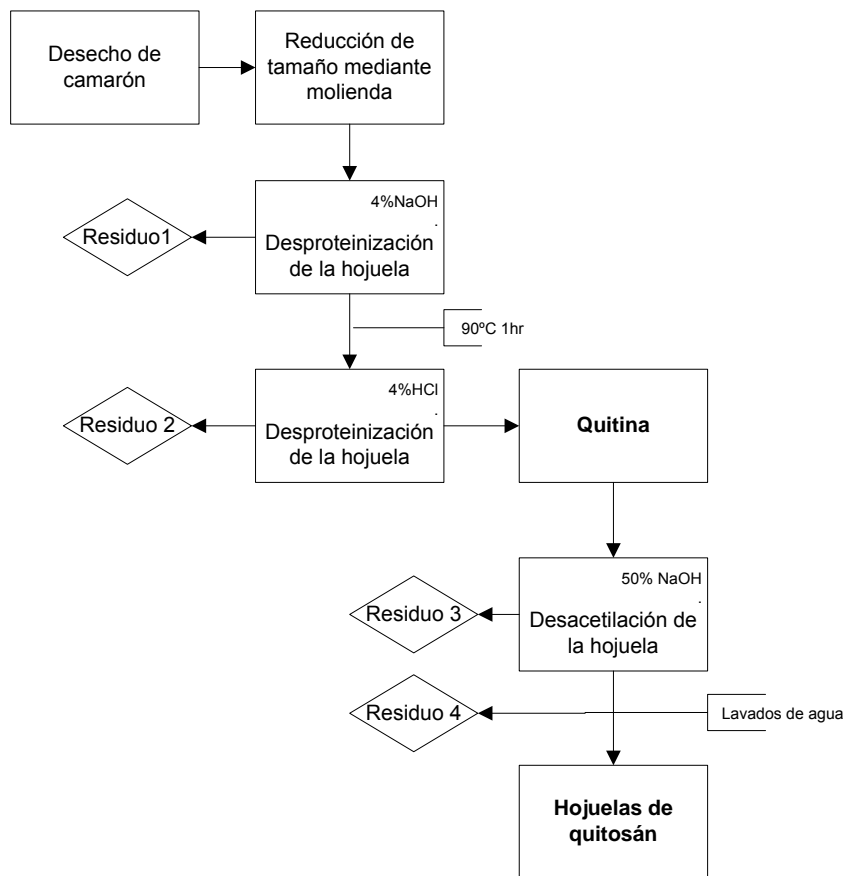 Desecho de
camarón
Reducción de
tamaño mediante
molienda
4%NaOH
.
Desproteinización
de la hojuela
Residuo1
90ºC 1hr
4%HCl
.
Desproteinización
de la hojuela
Residuo 2
Quitina
50% NaOH
.
Desacetilación de
la hojuela
Residuo 3
Lavados de agua
Residuo 4
Hojuelas de
quitosán